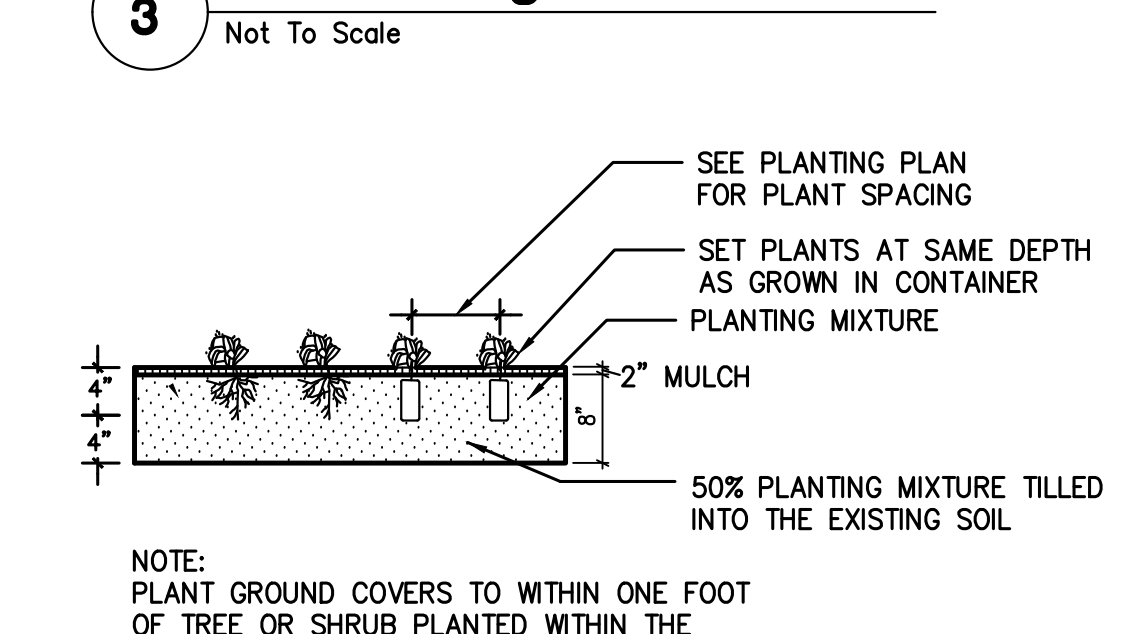 3
Not To Scale
SEE PLANTING PLAN
FOR PLANT SPACING
SET PLANTS AT SAME DEPTH
AS GROWN IN CONTAINER
PLANTING MIXTURE
2" MULCH
4"
8"
4"
50% PLANTING MIXTURE TILLED
INTO THE EXISTING SOIL
NOTE:
PLANT GROUND COVERS TO WITHIN ONE FOOT
OF TREE OR SHRUB PLANTED WITHIN THE